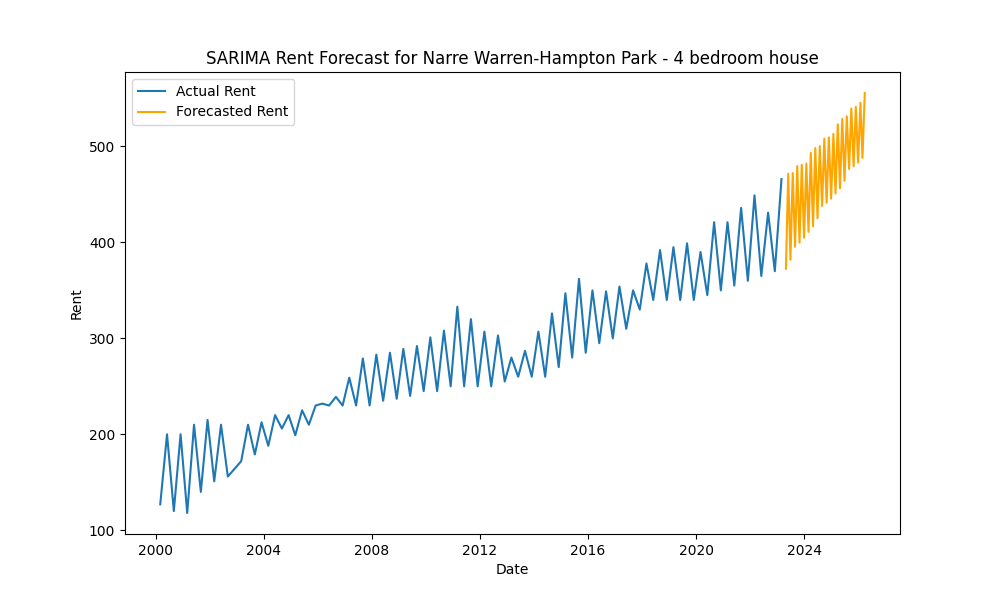 SARIMA Rent Forecast for Narre Warren-Hampton Park - 4 bedroom house
Actual Rent
Forecasted Rent
500
400
300
200
100
Rent
2000 2004 2008 2012 2016 2020 2024
Date